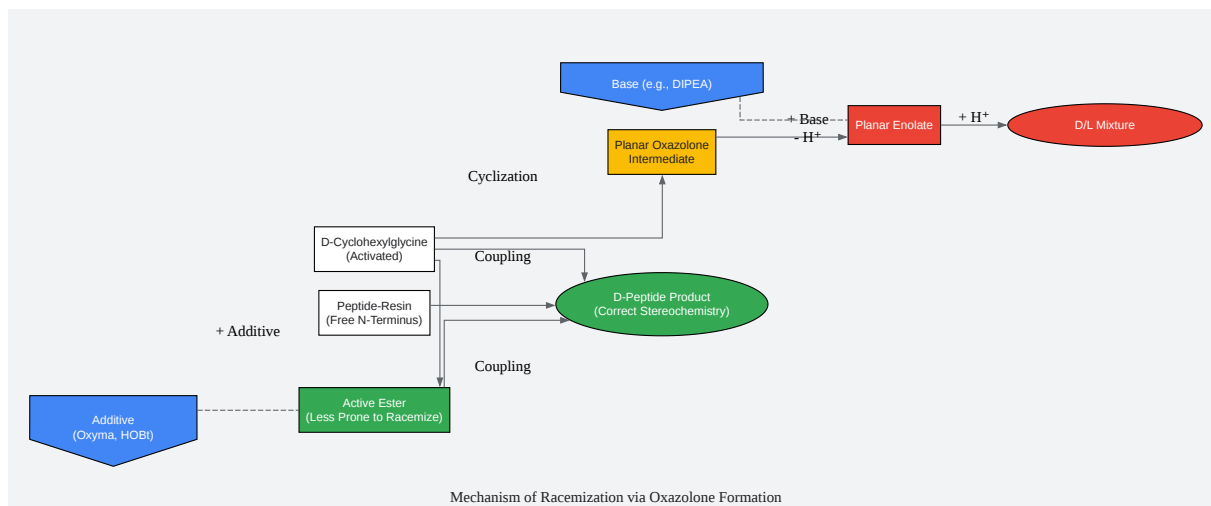 Base (e.g., DIPEA)
+ Base
- H⁺
Planar Enolate
+ H⁺
D/L Mixture
Planar Oxazolone
Intermediate
Cyclization
D-Cyclohexylglycine
(Activated)
Coupling
Peptide-Resin
(Free N-Terminus)
D-Peptide Product
(Correct Stereochemistry)
+ Additive
Coupling
Active Ester
(Less Prone to Racemize)
Additive
(Oxyma, HOBt)
Mechanism of Racemization via Oxazolone Formation